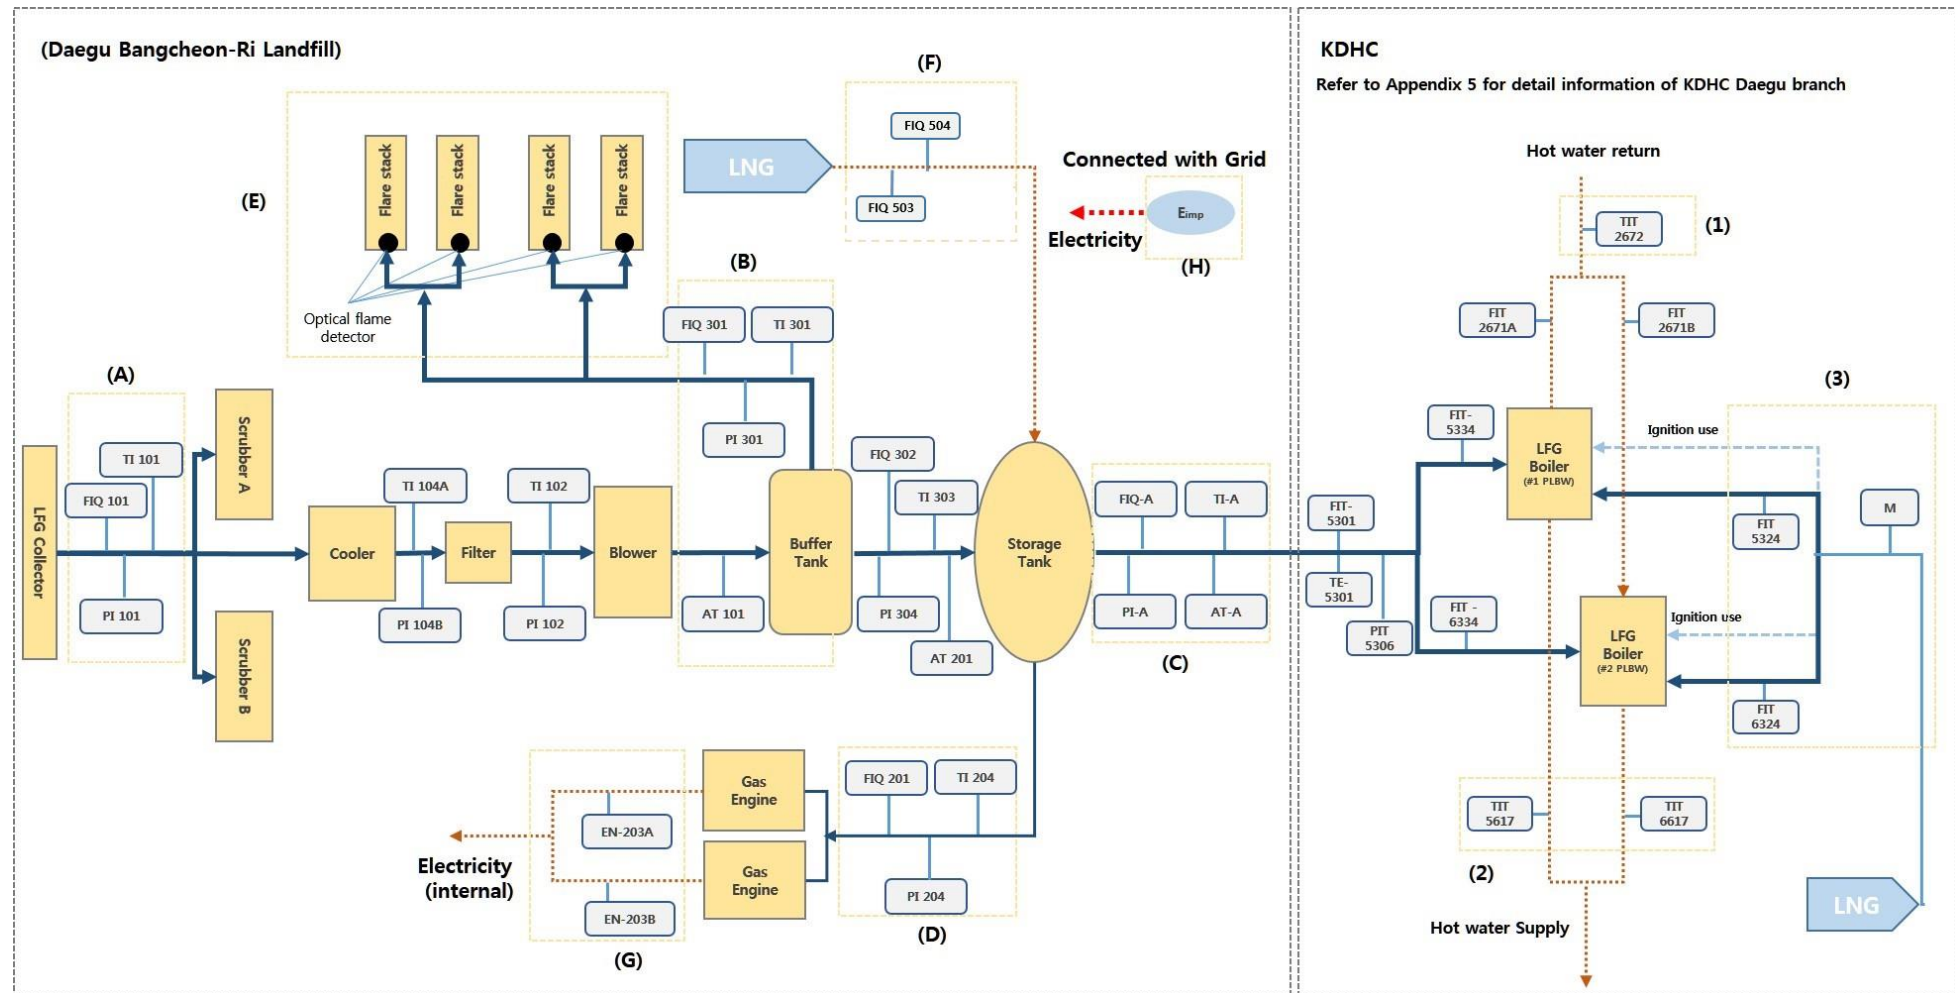 (Daegu Bangcheon-Ri Landfill)
KDHC
Refer to Appendix 5 for detail information of KDHC Daegu branch
(F)
FIQ 504
LNG
FIQ 503
Connected with Grid
Eimp
Electricity
(H)
(E)
Flare stack
Flare stack
Flare stack
Flare stack
Optical flame
detector
(B)
FIQ 301
TI 301
PI 301
(A)
TI 101
FIQ 101
PI 101
LFG Collector
Scrubber A
Scrubber B
Cooler
TI 104A
PI 104B
Filter
TI 102
PI 102
Blower
AT 101
Buffer
Tank
FIQ 302
TI 303
PI 304
AT 201
Storage
Tank
FIQ-A
TI-A
PI-A
AT-A
(C)
Gas
Engine
Gas
Engine
FIQ 201
TI 204
PI 204
(D)
EN-203A
EN-203B
(G)
Electricity
(internal)
Hot water return
TIT
2672
(1)
FIT
2671A
FIT
2671B
(3)
FIT-
5334
LFG
Boiler
(#1 PLBW)
Ignition use
FIT
5324
M
FIT-
5301
TE-
5301
PIT
5306
FIT -
6334
LFG
Boiler
(#2 PLBW)
Ignition use
FIT
6324
TIT
5617
TIT
6617
(2)
LNG
Hot water Supply